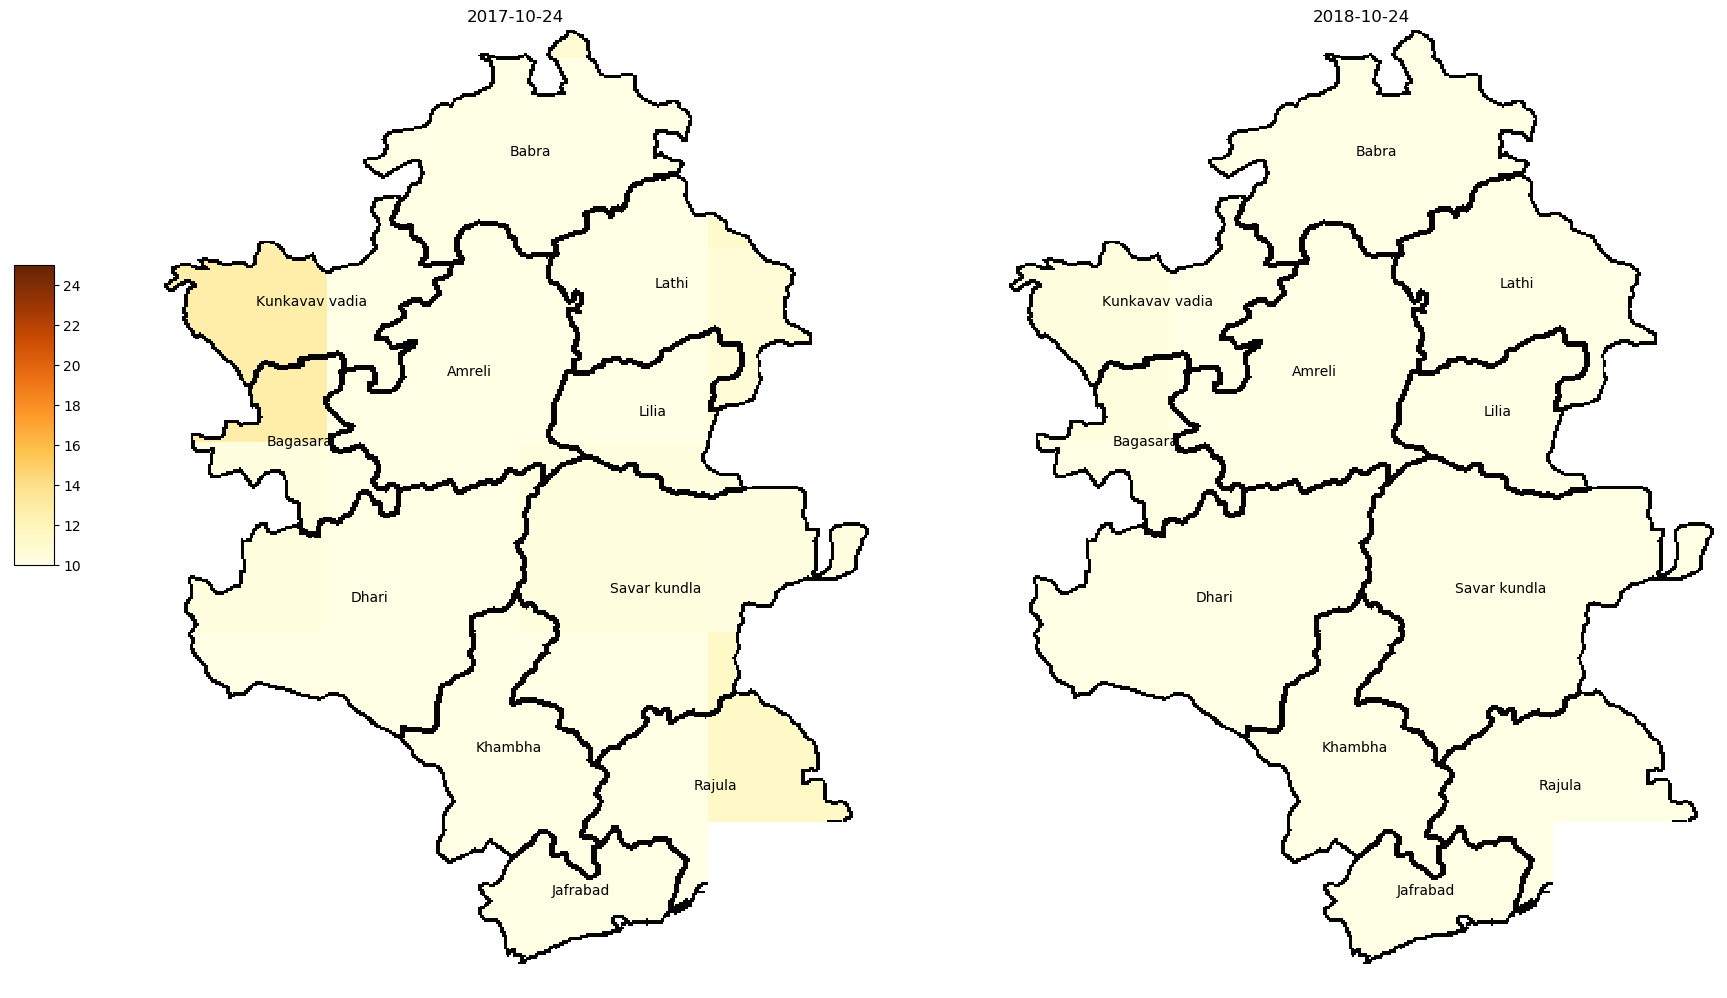 2017-10-24
2018-10-24
Babra
Lathi
Kunkavav vadia
Amreli
Lilia
Bagasara
Dhari
Savar kundla
Khambha
Rajula
Jafrabad
Babra
Lathi
Kunkavav vadia
Amreli
Lilia
Bagasara
Dhari
Savar kundla
Khambha
Rajula
Jafrabad
24
22
20
18
16
14
12
10